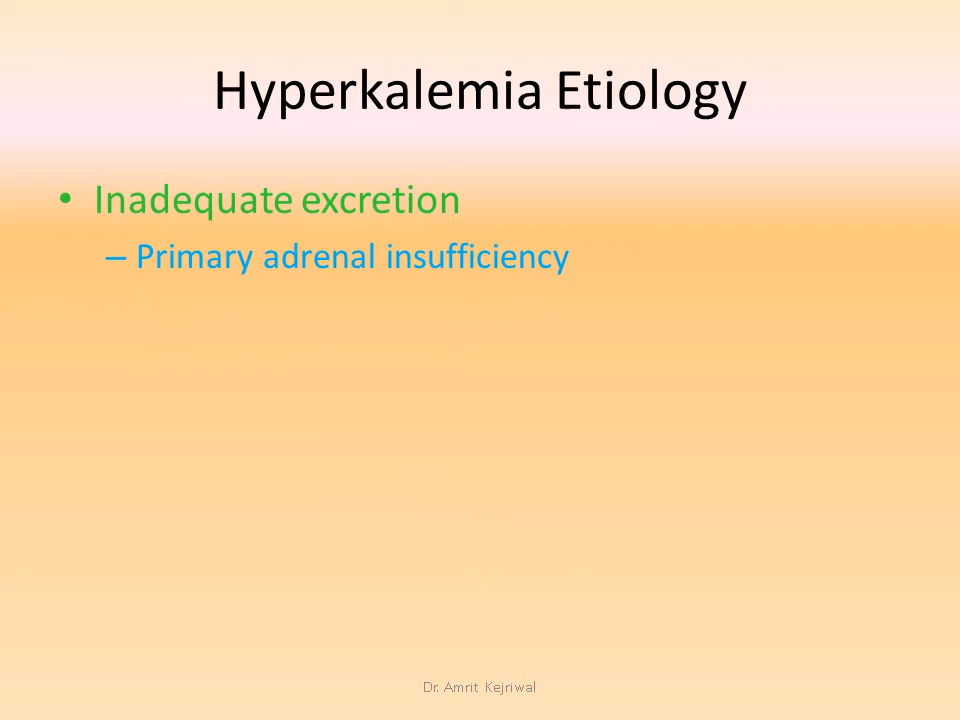 Hyperkalemia Etiology
• Inadequate excretion
– Primary adrenal insufficiency
Dr. Amrit Kejriwal